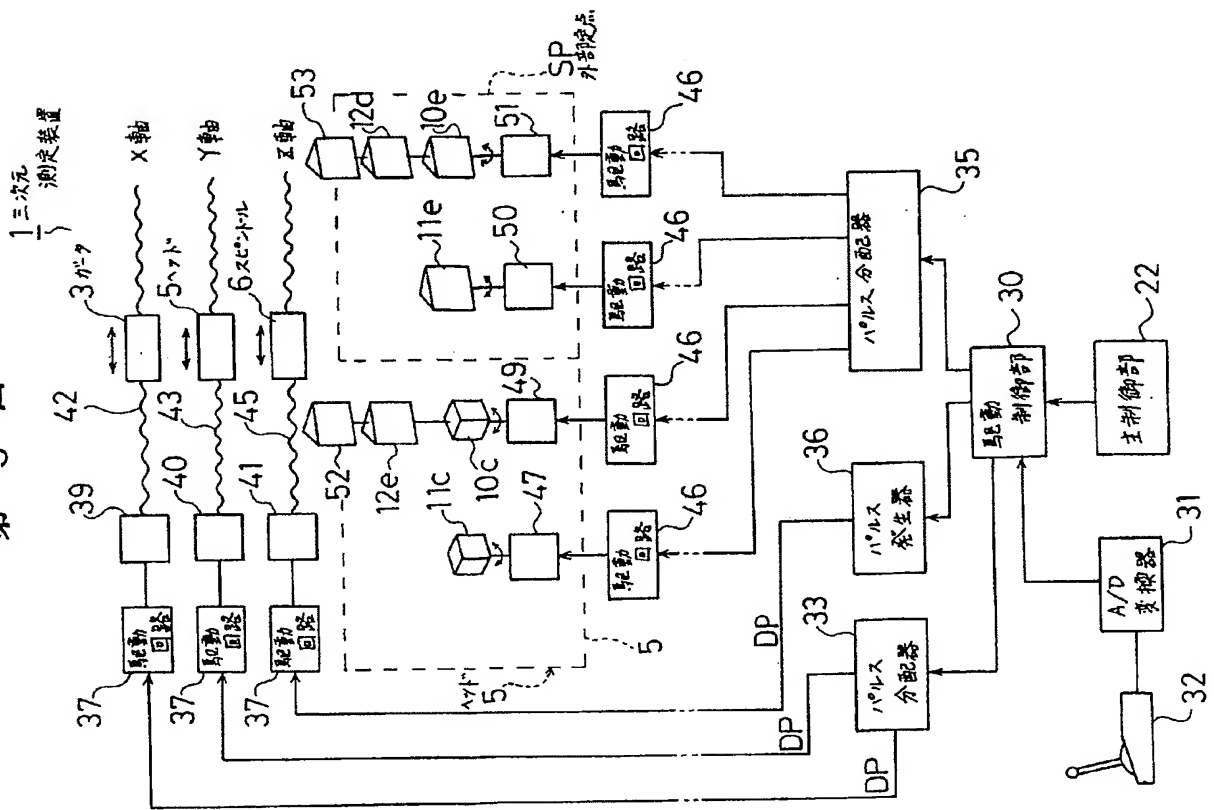 第 3 図
1 三次元
測定装置
3 ガータ
5 ヘッド
6 スピンドル
X軸
Y軸
Z軸
42
43
45
39
40
41
駆動
回路
37
駆動
回路
37
駆動
回路
37
53
12d
10e
51
SP
外部定点
11e
50
52
12e
10c
49
11c
47
ヘッド
5
5
駆動
回路
46
駆動
回路
46
駆動
回路
46
駆動
回路
46
パルス分配器
35
パルス
発生器
36
パルス
分配器
33
DP
DP
DP
駆動
制御部
30
主制御部
22
A/D
変換器
31
32